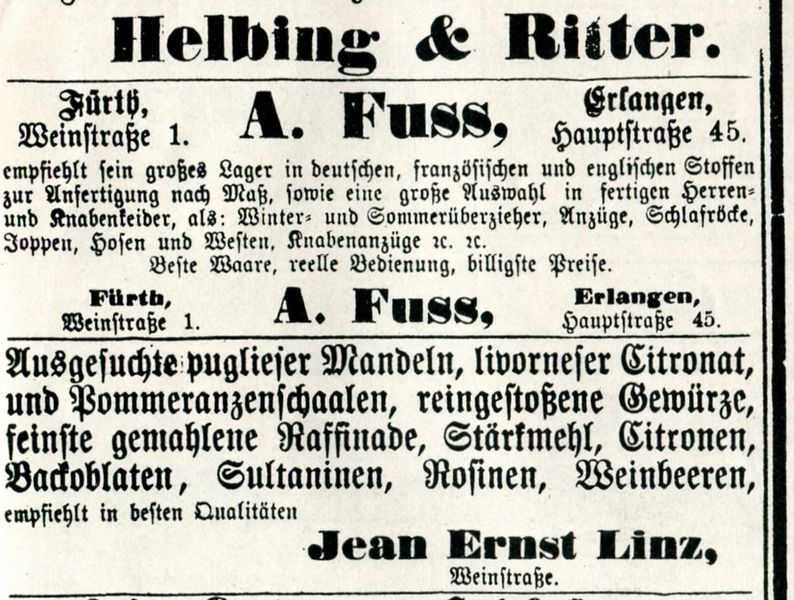 Helbing & Ritter.
Fürth, A. Fuss, Erlangen,
Weinstraße 1. Hauptstraße 45.
empfiehlt sein großes Lager in deutschen, französischen und englischen Stoffen
zur Anfertigung nach Maß, sowie eine große Auswahl in fertigen Herren-
und Knabenkeider, als: Winter- und Sommerüberzieher, Anzüge, Schlafröcke,
Joppen, Hosen und Westen, Knabenanzüge ꝛc. ꝛc.
Beste Waare, reelle Bedienung, billigste Preise.
Fürth, A. Fuss, Erlangen,
Weinstraße 1. Hauptstraße 45.
Ausgesuchte puglieser Mandeln, livorneser Citronat,
und Pommeranzenschaalen, reingestoßene Gewürze,
feinste gemahlene Raffinade, Stärkmehl, Citronen,
Backoblaten, Sultaninen, Rosinen, Weinbeeren,
empfiehlt in besten Qualitäten
Jean Ernst Linz,
Weinstraße.